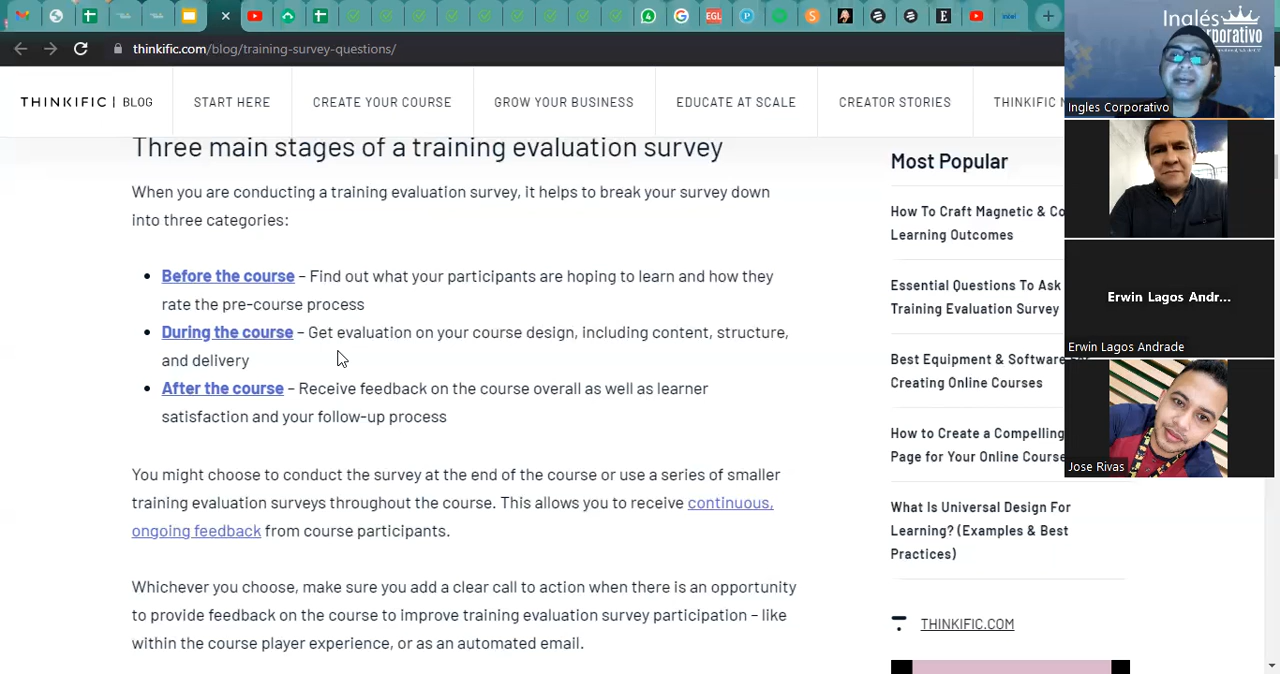 thinkific.com/blog/training-survey-questions/
THINKIFIC | BLOG
START HERE
CREATE YOUR COURSE
GROW YOUR BUSINESS
EDUCATE AT SCALE
CREATOR STORIES
THINKIFIC
Three main stages of a training evaluation survey
When you are conducting a training evaluation survey, it helps to break your survey down
into three categories:
• Before the course – Find out what your participants are hoping to learn and how they
rate the pre-course process
• During the course – Get evaluation on your course design, including content, structure,
and delivery
• After the course – Receive feedback on the course overall as well as learner
satisfaction and your follow-up process
You might choose to conduct the survey at the end of the course or use a series of smaller
training evaluation surveys throughout the course. This allows you to receive continuous,
ongoing feedback from course participants.
Whichever you choose, make sure you add a clear call to action when there is an opportunity
to provide feedback on the course to improve training evaluation survey participation – like
within the course player experience, or as an automated email.
Most Popular
How To Craft Magnetic & Co
Learning Outcomes
Essential Questions To Ask
Training Evaluation Survey
Best Equipment & Software
Creating Online Courses
How to Create a Compelling
Page for Your Online Course
What Is Universal Design For
Learning? (Examples & Best
Practices)
THINKIFIC.COM
Inglés
Ingles Corporativo
Erwin Lagos Andr...
Erwin Lagos Andrade
Jose Rivas
EGL